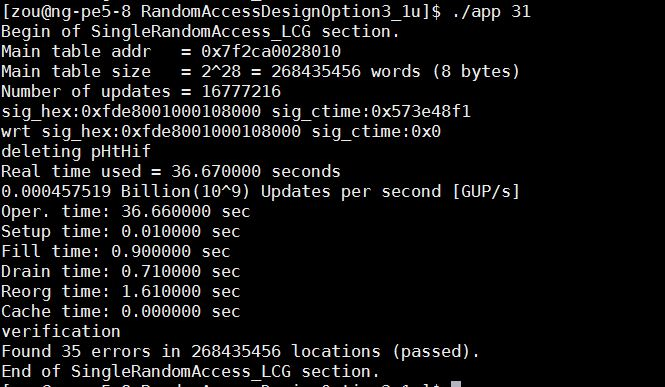 [zou@ng-pe5-8 RandomAccessDesignOption3_1u]$ ./app 31
Begin of SingleRandomAccess_LCG section.
Main table addr   = 0x7f2ca0028010
Main table size   = 2^28 = 268435456 words (8 bytes)
Number of updates = 16777216
sig_hex:0xfde8001000108000 sig_ctime:0x573e48f1
wrt sig_hex:0xfde8001000108000 sig_ctime:0x0
deleting pHtHif
Real time used = 36.670000 seconds
0.000457519 Billion(10^9) Updates per second [GUP/s]
Oper. time: 36.660000 sec
Setup time: 0.010000 sec
Fill time: 0.900000 sec
Drain time: 0.710000 sec
Reorg time: 1.610000 sec
Cache time: 0.000000 sec
verification
Found 35 errors in 268435456 locations (passed).
End of SingleRandomAccess_LCG section.